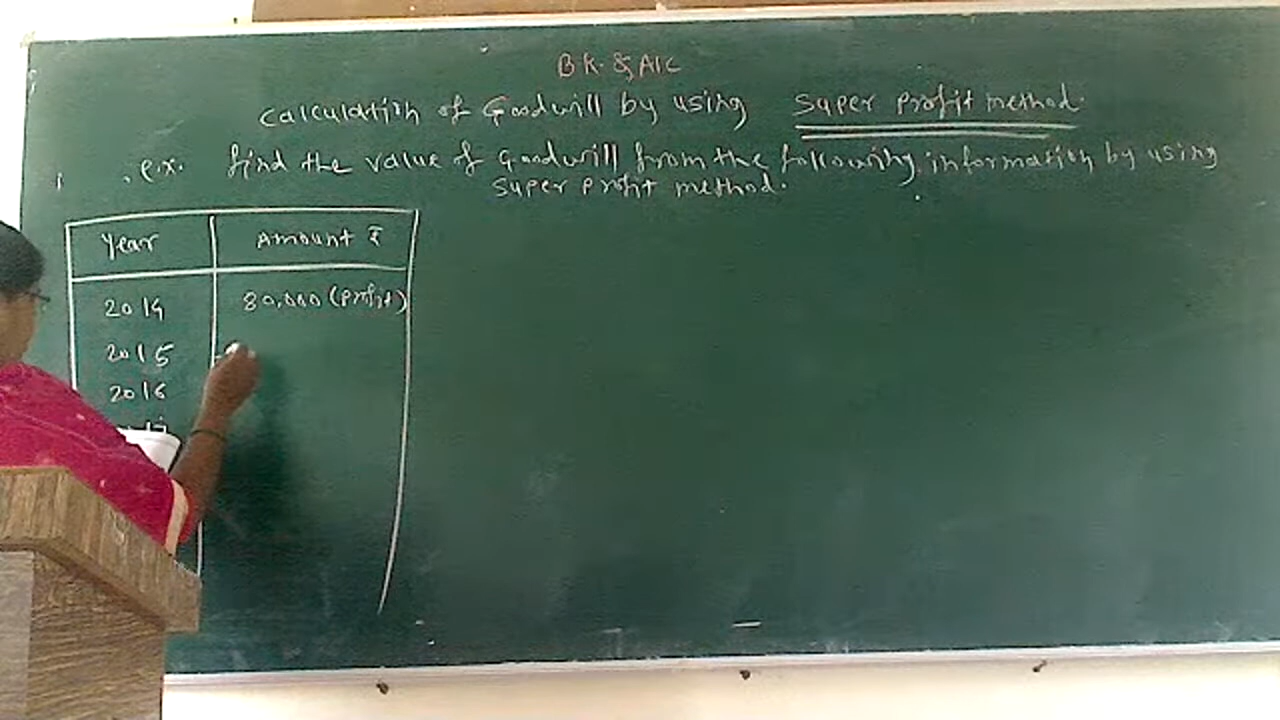 BK. & A/C
Calculation of Goodwill by using Super Profit method.
ex. find the value of Goodwill from the following information by using
super profit method.
Year Amount ₹
2014 80,000 (profit)
2015
2016